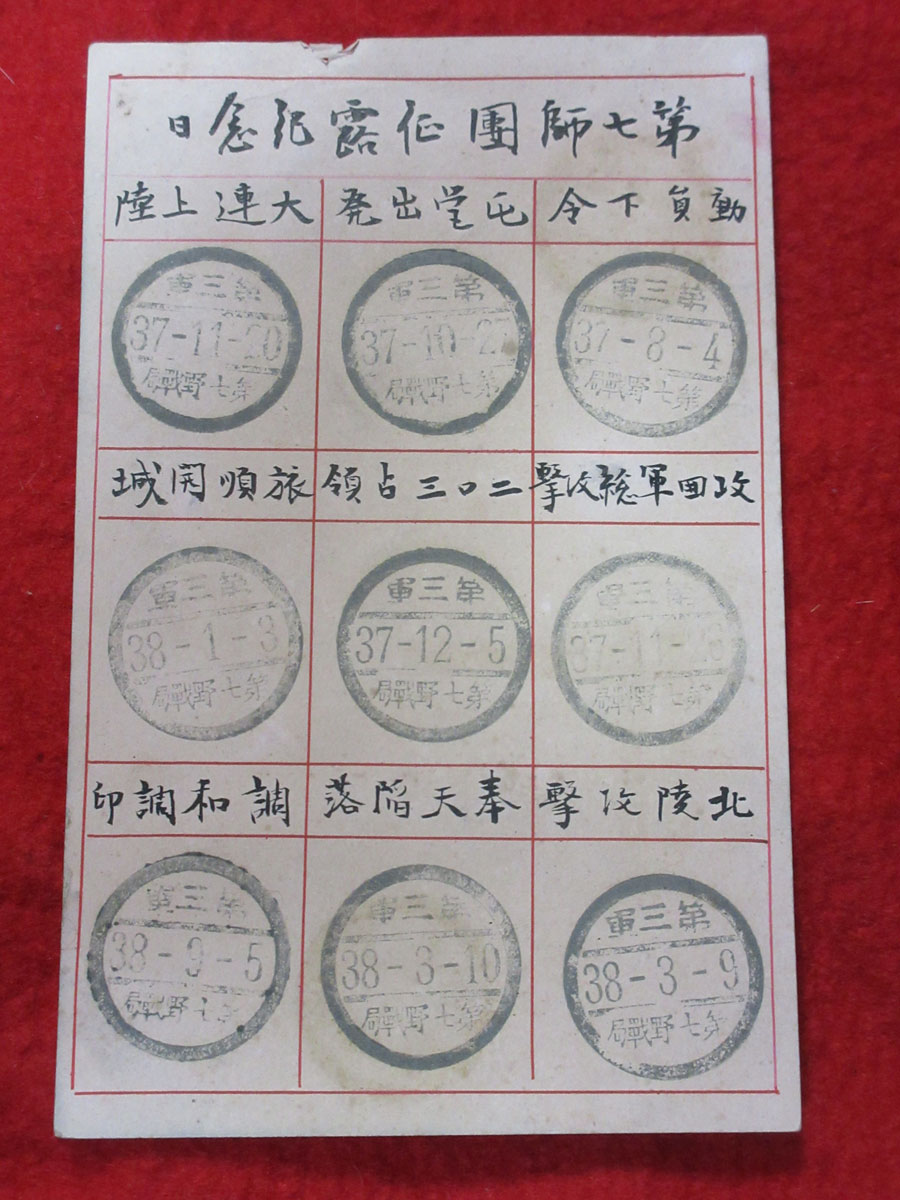 第七師團征露紀念日
動員下令
屯営出発
大連上陸
第三軍
37-8-4
第七野戰局
第三軍
37-10-27
第七野戰局
第三軍
37-11-20
第七野戰局
攻囲軍総攻撃
二〇三占領
旅順開城
第三軍
37-11-26
第七野戰局
第三軍
37-12-5
第七野戰局
第三軍
38-1-3
第七野戰局
北陵攻擊
奉天陥落
調和調印
第三軍
38-3-9
第七野戰局
第三軍
38-3-10
第七野戰局
第三軍
38-9-5
第七野戰局